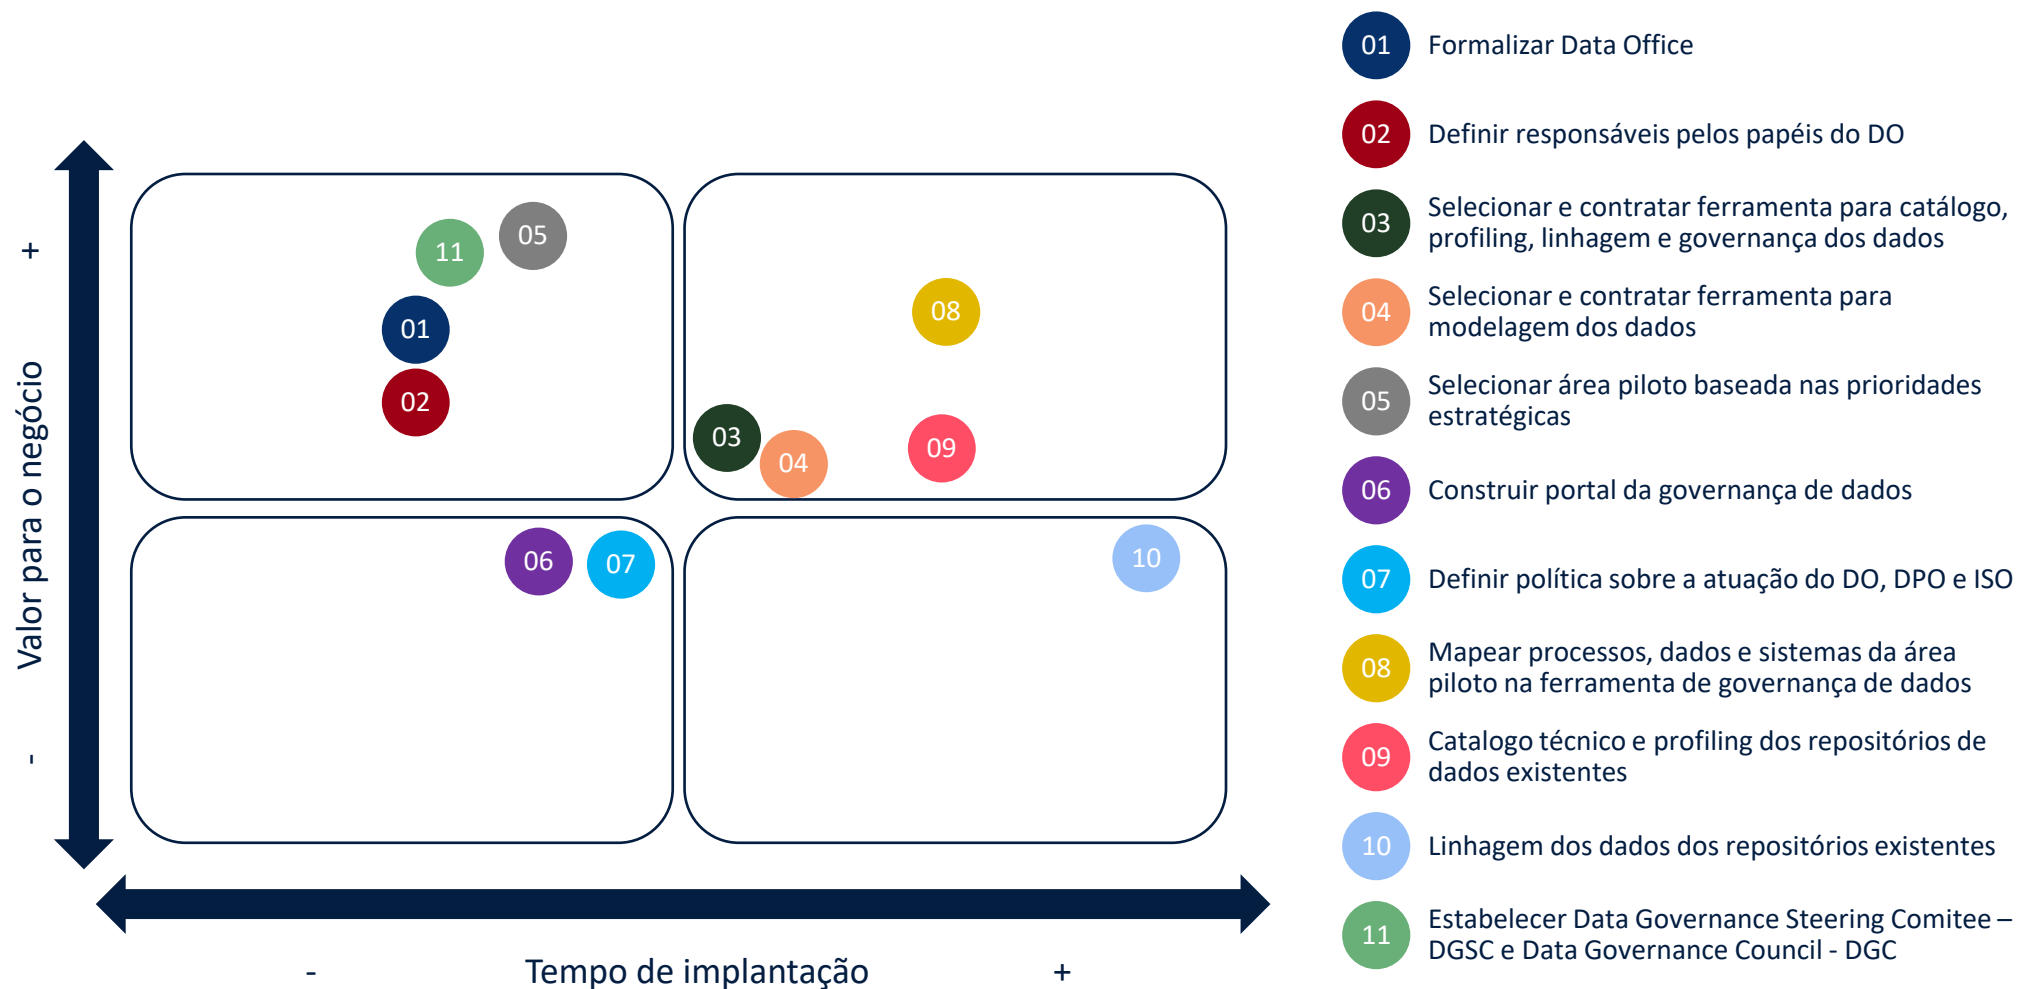 Valor para o negócio
+
-
11
05
01
02
08
03
04
09
06
07
10
-
Tempo de implantação
+
01
Formalizar Data Office
02
Definir responsáveis pelos papéis do DO
03
Selecionar e contratar ferramenta para catálogo,
profiling, linhagem e governança dos dados
04
Selecionar e contratar ferramenta para
modelagem dos dados
05
Selecionar área piloto baseada nas prioridades
estratégicas
06
Construir portal da governança de dados
07
Definir política sobre a atuação do DO, DPO e ISO
08
Mapear processos, dados e sistemas da área
piloto na ferramenta de governança de dados
09
Catalogo técnico e profiling dos repositórios de
dados existentes
10
Linhagem dos dados dos repositórios existentes
11
Estabelecer Data Governance Steering Comitee –
DGSC e Data Governance Council - DGC